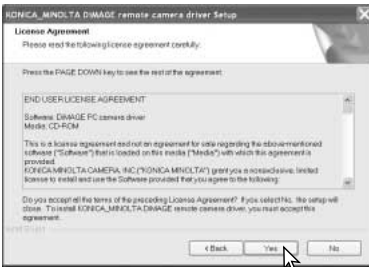 KONICA_MINOLTA DiMAGE remote camera driver Setup
License Agreement
Please read the following license agreement carefully.
Press the PAGE DOWN key to see the rest of the agreement.
END USER LICENSE AGREEMENT
Software: DiMAGE PC camera driver
Media: CD-ROM
This is a license agreement and not an agreement for sale regarding the above-mentioned
software ("Software") that is loaded on this media ("Media") with which this agreement is
provided.
KONICA MINOLTA CAMERA, INC. ("KONICA MINOLTA") grant you a nonexclusive, limited
license to install and use the Software provided that you agree to the following:
Do you accept all the terms of the preceding License Agreement? If you select No, the setup will
close. To install KONICA_MINOLTA DiMAGE remote camera driver, you must accept this
agreement.
< Back
Yes
No